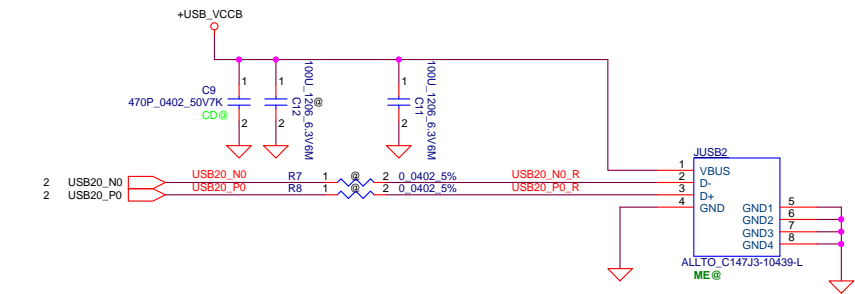 +USB_VCCB
1 1 1
C9
470P_0402_50V7K
CD@
2 2 2
100U_1206_6.3V6M
C12
@
100U_1206_6.3V6M
C11
JUSB2
2 USB20_N0 USB20_N0 R7 1 @ 2 0_0402_5% USB20_N0_R
2 USB20_P0 USB20_P0 R8 1 @ 2 0_0402_5% USB20_P0_R
1 VBUS
2 D-
3 D+
4 GND
GND1 5
GND2 6
GND3 7
GND4 8
ALLTO_C147J3-10439-L
ME@